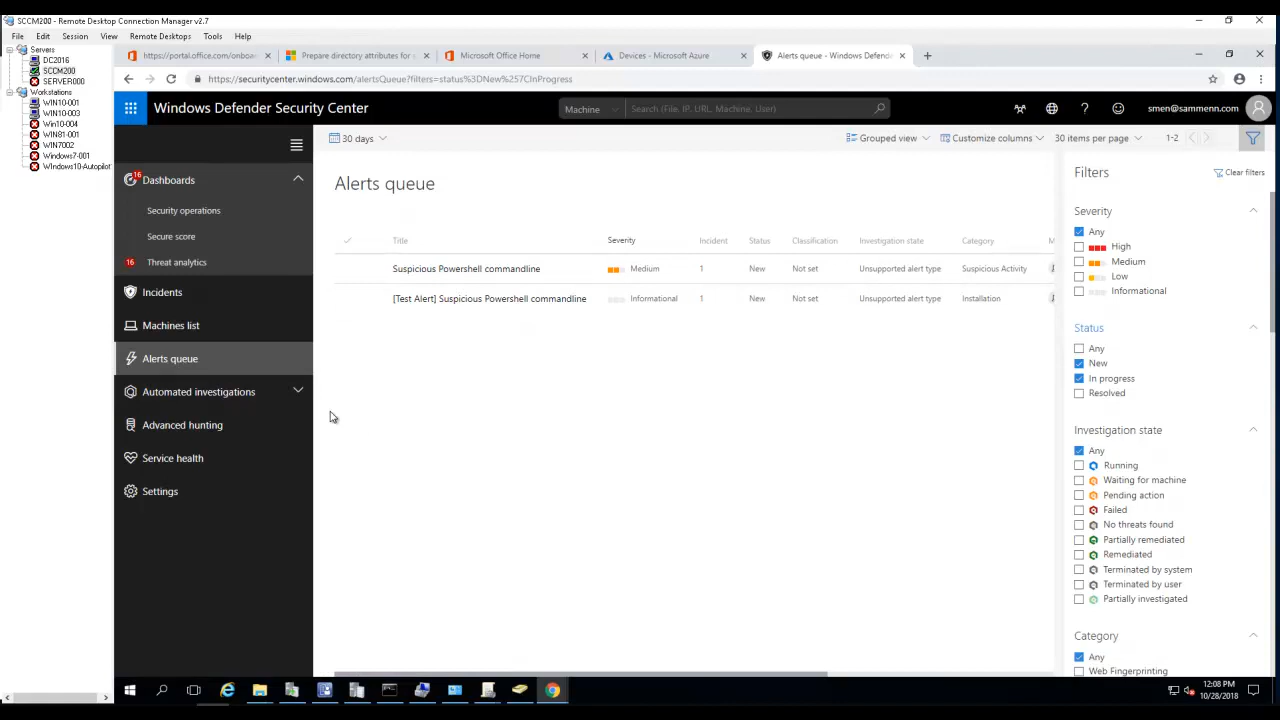 SCCM200 - Remote Desktop Connection Manager v2.7
File Edit Session View Remote Desktops Tools Help
Servers
DC2016
SCCM200
SERVER000
Workstations
WIN10-001
WIN10-003
Win10-004
WIN81-001
WIN7002
Windows7-001
Windows10-Autopilot
https://portal.office.com/onboa
Prepare directory attributes for
Microsoft Office Home
Devices - Microsoft Azure
Alerts queue - Windows Defende
https://securitycenter.windows.com/alertsQueue?filters=status%3DNew%257CInProgress
Windows Defender Security Center
Machine
Search (File, IP, URL, Machine, User)
smen@sammenn.com
16
Dashboards
Security operations
Secure score
16 Threat analytics
Incidents
Machines list
Alerts queue
Automated investigations
Advanced hunting
Service health
Settings
30 days
Grouped view
Customize columns
30 items per page
1-2
Alerts queue
Title Severity Incident Status Classification Investigation state Category M
Suspicious Powershell commandline Medium 1 New Not set Unsupported alert type Suspicious Activity
[Test Alert] Suspicious Powershell commandline Informational 1 New Not set Unsupported alert type Installation
Filters
Clear filters
Severity
Any
High
Medium
Low
Informational
Status
Any
New
In progress
Resolved
Investigation state
Any
Running
Waiting for machine
Pending action
Failed
No threats found
Partially remediated
Remediated
Terminated by system
Terminated by user
Partially investigated
Category
Any
Web Fingerprinting
12:08 PM
10/28/2018